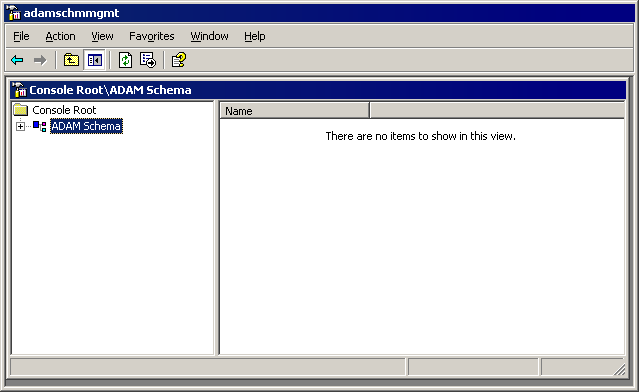 adamschmmgmt
File Action View Favorites Window Help
Console Root\ADAM Schema
Console Root
ADAM Schema
Name
There are no items to show in this view.